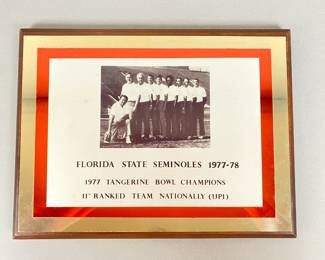 FLORIDA STATE SEMINOLES 1977-78
1977 TANGERINE BOWL CHAMPIONS
11TH RANKED TEAM NATIONALLY (UPI)